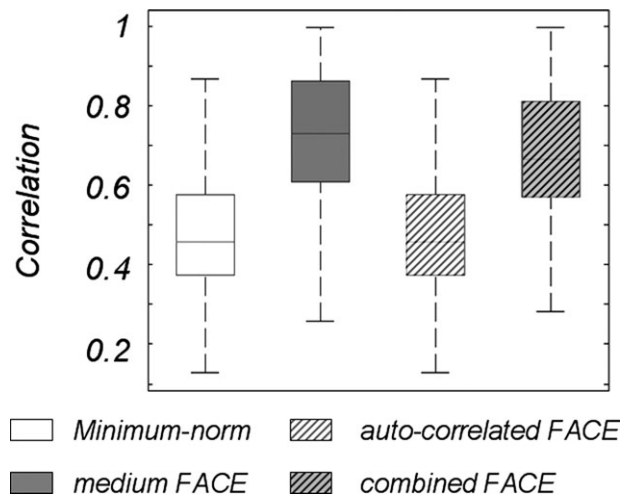 1
0.8
0.6
0.4
0.2
Correlation
Minimum-norm
auto-correlated FACE
medium FACE
combined FACE